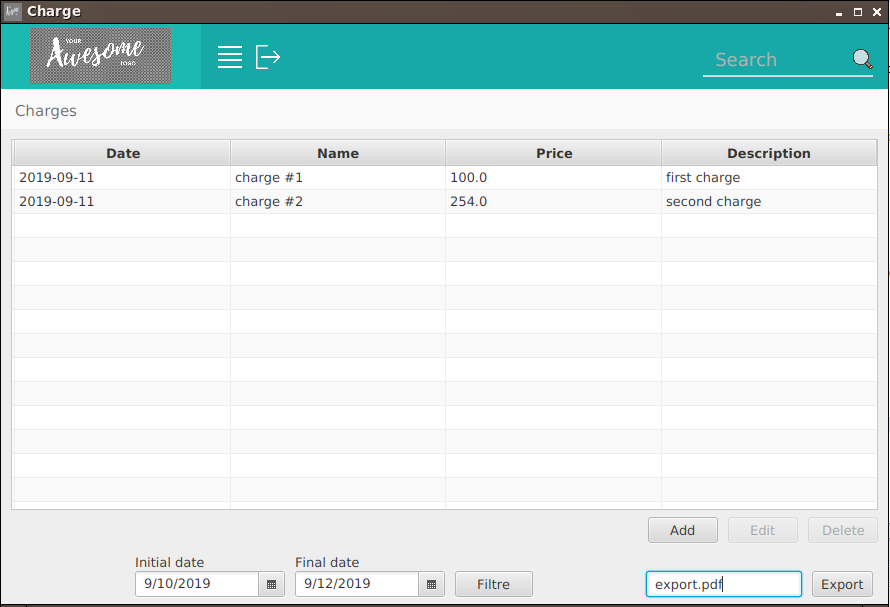 Charge
YOUR
Awesome
LOGO
Search
Charges
Date Name Price Description
2019-09-11 charge #1 100.0 first charge
2019-09-11 charge #2 254.0 second charge
Add Edit Delete
Initial date Final date
9/10/2019 9/12/2019 Filtre export.pdf Export